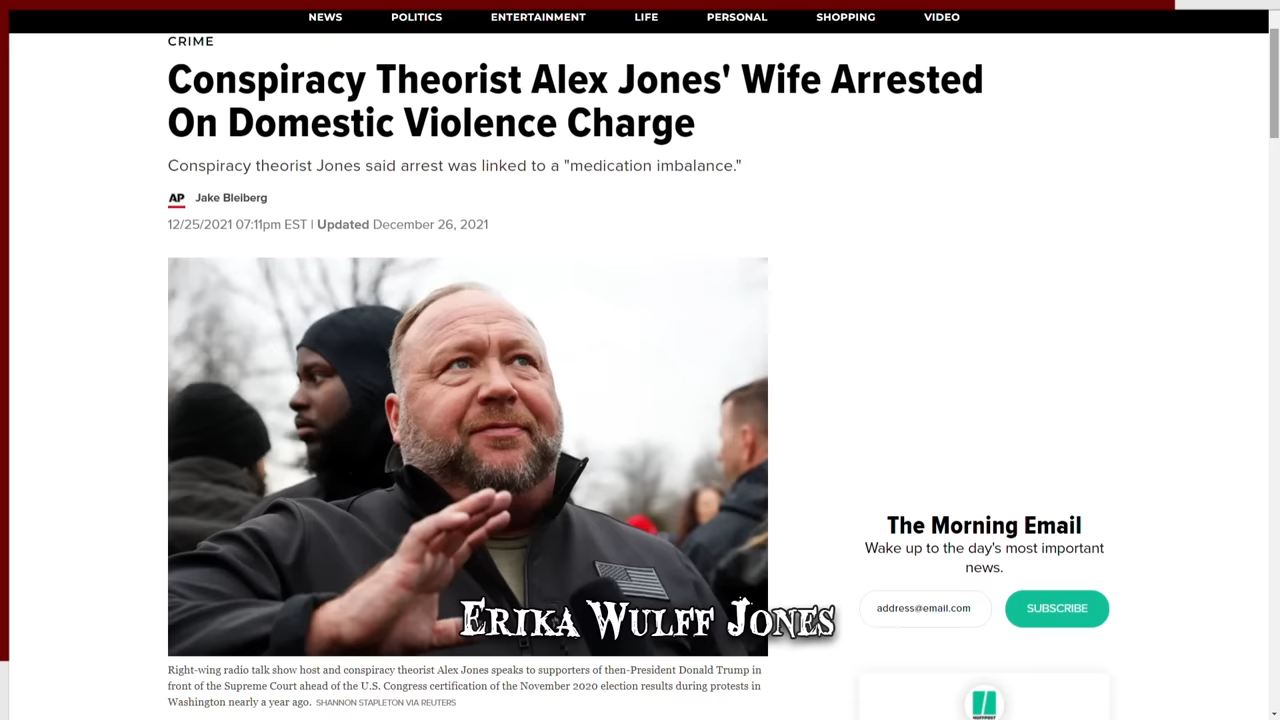 NEWS POLITICS ENTERTAINMENT LIFE PERSONAL SHOPPING VIDEO
CRIME
Conspiracy Theorist Alex Jones' Wife Arrested
On Domestic Violence Charge
Conspiracy theorist Jones said arrest was linked to a "medication imbalance."
AP Jake Bleiberg
12/25/2021 07:11pm EST | Updated December 26, 2021
The Morning Email
Wake up to the day's most important
news.
address@email.com SUBSCRIBE
Erika Wulff Jones
Right-wing radio talk show host and conspiracy theorist Alex Jones speaks to supporters of then-President Donald Trump in
front of the Supreme Court ahead of the U.S. Congress certification of the November 2020 election results during protests in
Washington nearly a year ago. SHANNON STAPLETON VIA REUTERS
HUFFPOST